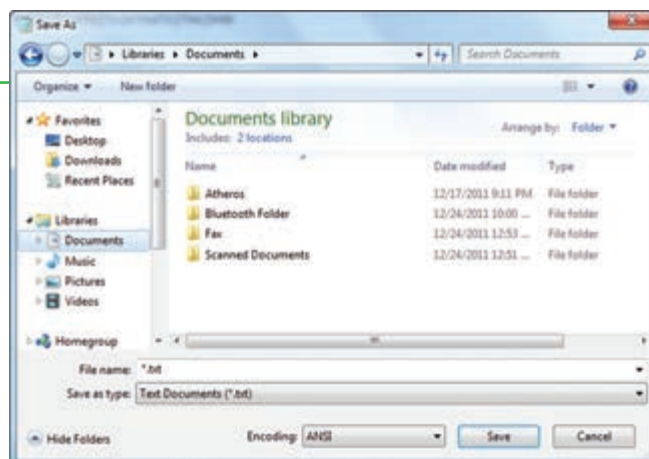 Save As
Libraries ▸ Documents ▸
Search Documents
Organize
New folder
Favorites
Desktop
Downloads
Recent Places
Libraries
Documents
Music
Pictures
Videos
Homegroup
Documents library
Includes: 2 locations
Arrange by: Folder
Name Date modified Type
Atheros 12/17/2011 9:11 PM File folder
Bluetooth Folder 12/24/2011 10:00 ... File folder
Fax 12/24/2011 12:53 ... File folder
Scanned Documents 12/24/2011 12:51 ... File folder
File name: *.txt
Save as type: Text Documents (*.txt)
Hide Folders
Encoding: ANSI
Save
Cancel